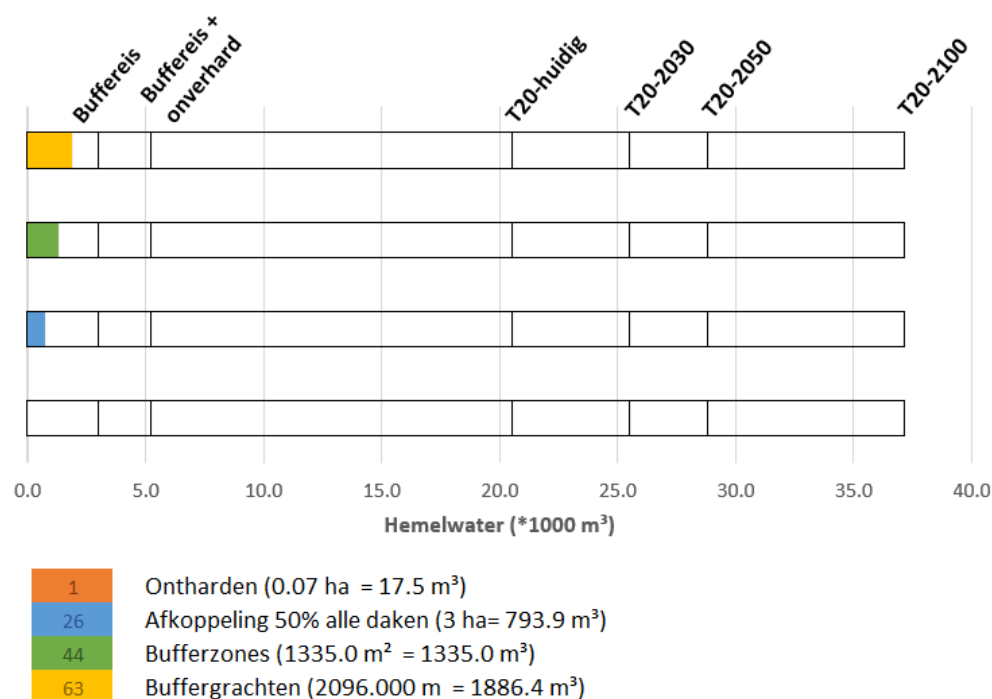 Buffereis
Buffereis +
onverhard
T20-huidig
T20-2030
T20-2050
T20-2100
0.0 5.0 10.0 15.0 20.0 25.0 30.0 35.0 40.0
Hemelwater (*1000 m³)
1 Ontharden (0.07 ha = 17.5 m³)
26 Afkoppeling 50% alle daken (3 ha= 793.9 m³)
44 Bufferzones (1335.0 m² = 1335.0 m³)
63 Buffergrachten (2096.000 m = 1886.4 m³)